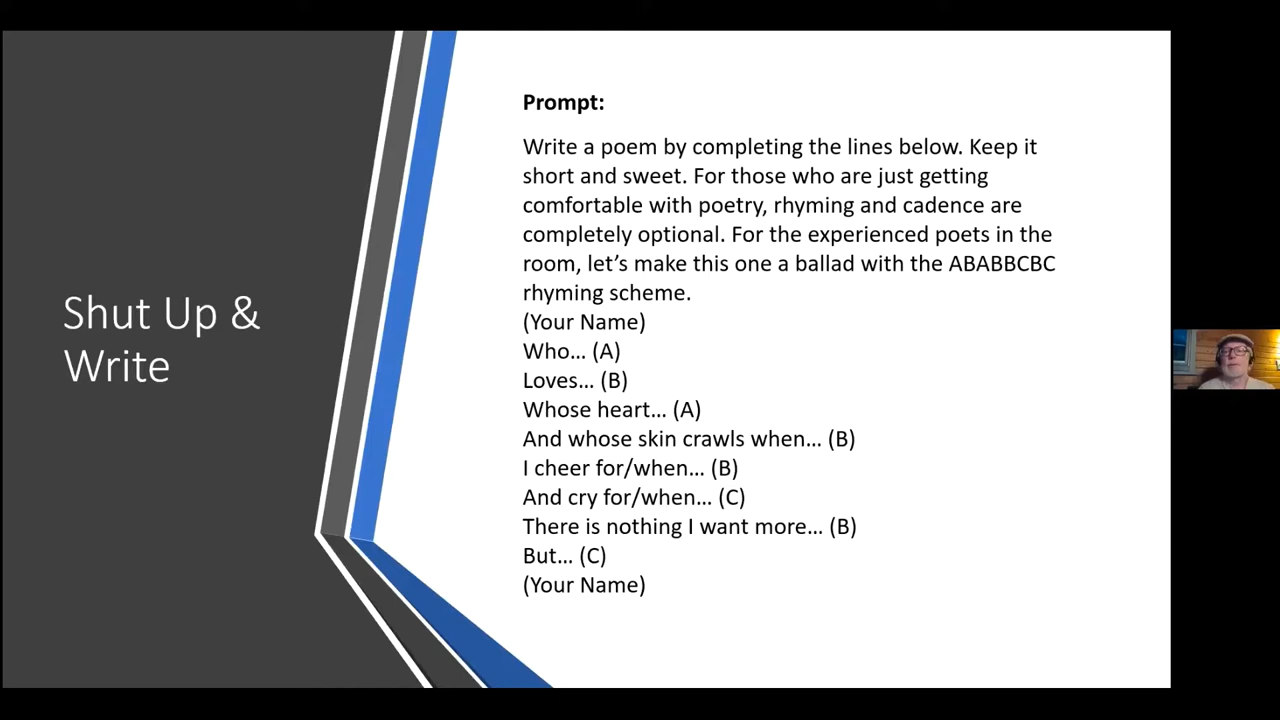 Shut Up &
Write
Prompt:
Write a poem by completing the lines below. Keep it
short and sweet. For those who are just getting
comfortable with poetry, rhyming and cadence are
completely optional. For the experienced poets in the
room, let’s make this one a ballad with the ABABBCBC
rhyming scheme.
(Your Name)
Who… (A)
Loves… (B)
Whose heart… (A)
And whose skin crawls when… (B)
I cheer for/when… (B)
And cry for/when… (C)
There is nothing I want more… (B)
But… (C)
(Your Name)